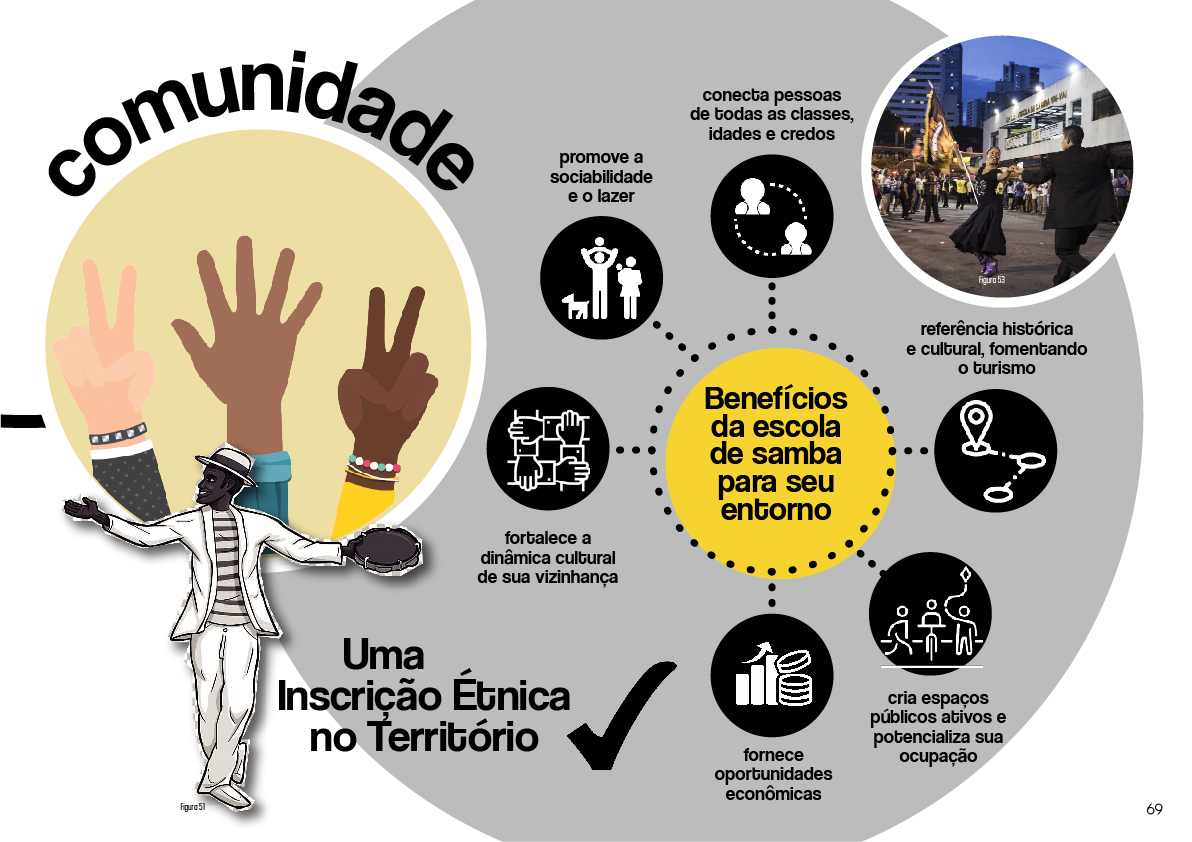 comunidade
conecta pessoas
de todas as classes,
idades e credos
promove a
sociabilidade
e o lazer
Figura 53
referência histórica
e cultural, fomentando
o turismo
Benefícios
da escola
de samba
para seu
entorno
fortalece a
dinâmica cultural
de sua vizinhança
Uma
Inscrição Étnica
no Território
cria espaços
públicos ativos e
potencializa sua
ocupação
fornece
oportunidades
econômicas
Figura 51
69